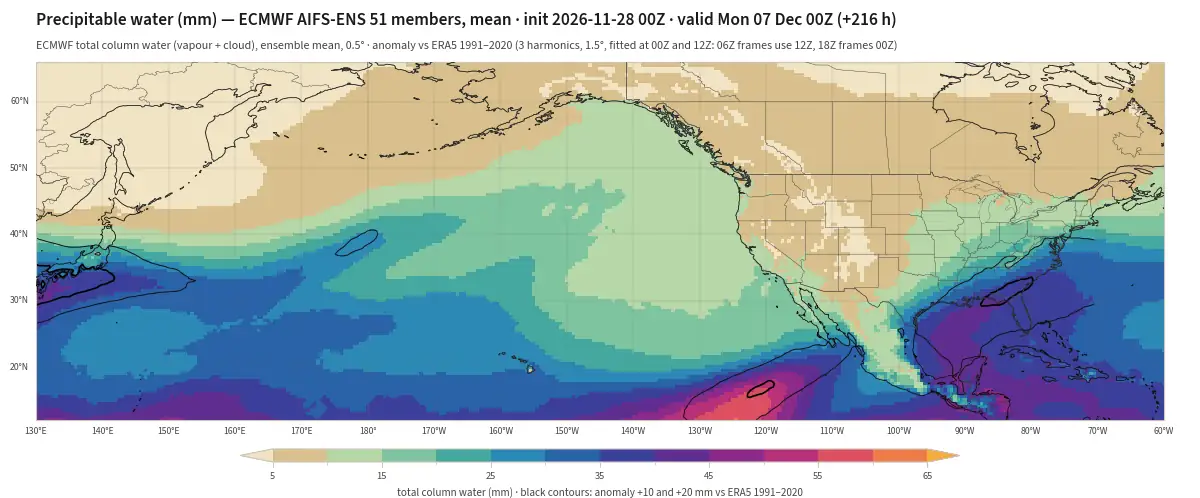 Precipitable water (mm) — ECMWF AIFS-ENS 51 members, mean · init 2026-11-28 00Z · valid Mon 07 Dec 00Z (+216 h)
ECMWF total column water (vapour + cloud), ensemble mean, 0.5° · anomaly vs ERA5 1991–2020 (3 harmonics, 1.5°, fitted at 00Z and 12Z: 06Z frames use 12Z, 18Z frames 00Z)
60°N
50°N
40°N
30°N
20°N
130°E 140°E 150°E 160°E 170°E 180° 170°W 160°W 150°W 140°W 130°W 120°W 110°W 100°W 90°W 80°W 70°W 60°W
5 15 25 35 45 55 65
total column water (mm) · black contours: anomaly +10 and +20 mm vs ERA5 1991–2020